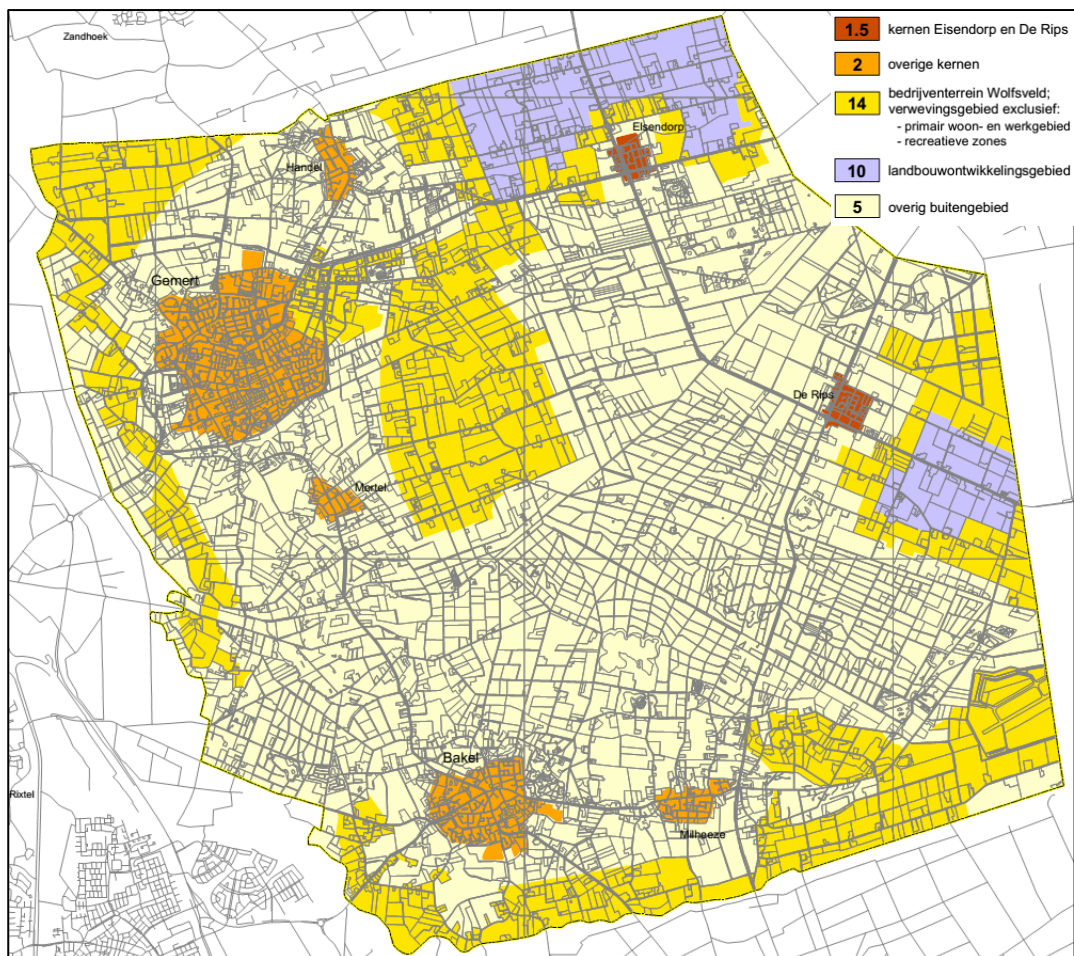 Zandhoek
1.5 kernen Elsendorp en De Rips
2 overige kernen
14 bedrijventerrein Wolfsveld;
verwevingsgebied exclusief:
- primair woon- en werkgebied
- recreatieve zones
10 landbouwontwikkelingsgebied
5 overig buitengebied
Elsendorp
Handel
Gemert
De Rips
Mortel
Bakel
Rixtel
Milheeze